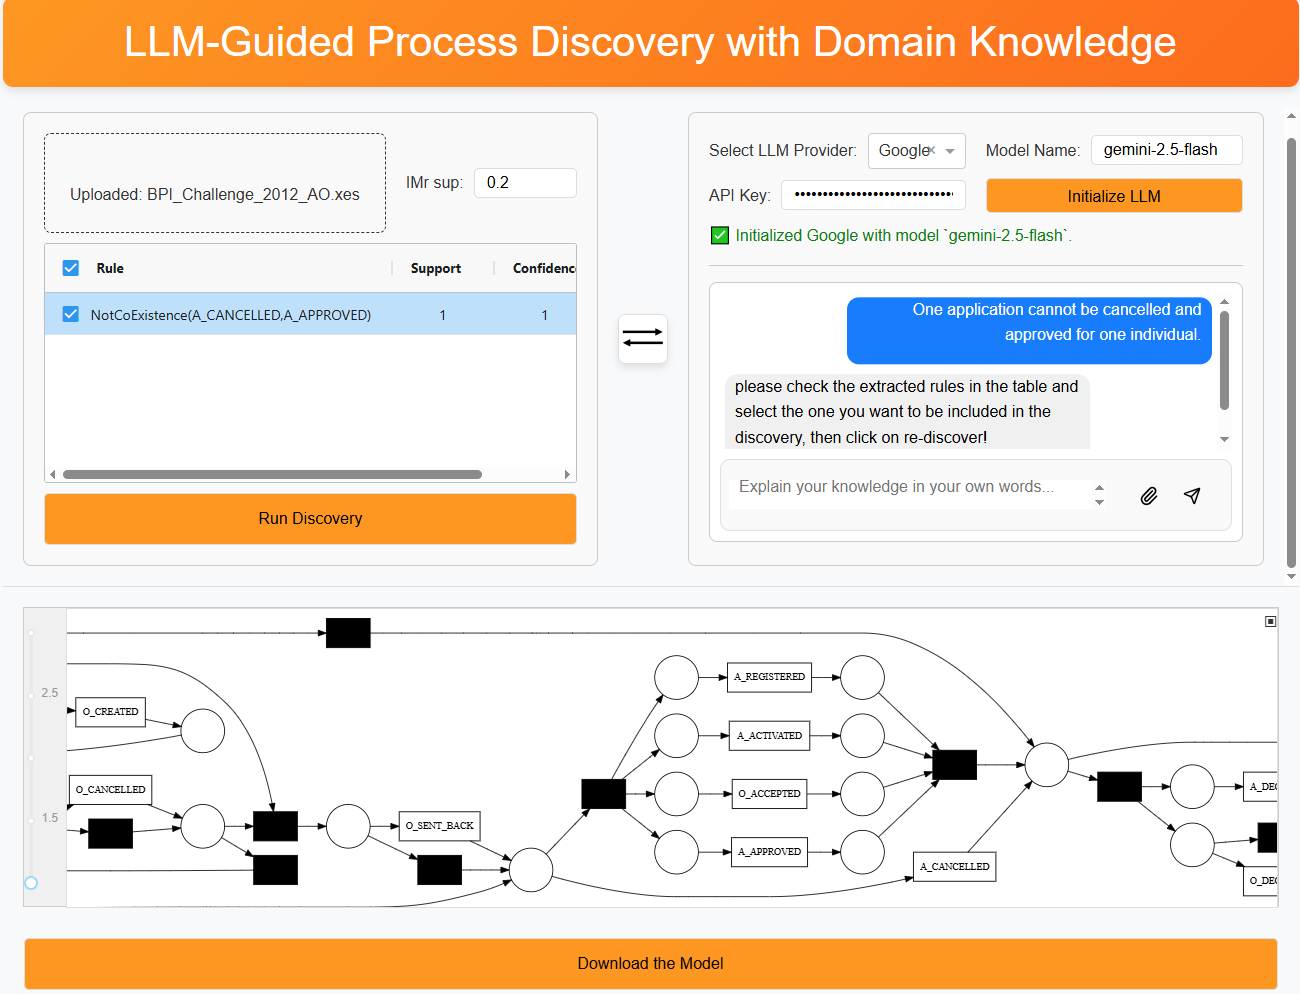 LLM-Guided Process Discovery with Domain Knowledge
Uploaded: BPI_Challenge_2012_AO.xes
IMr sup: 0.2
Rule Support Confidenc
NotCoExistence(A_CANCELLED,A_APPROVED) 1 1
Run Discovery
Select LLM Provider: Google Model Name: gemini-2.5-flash
API Key: Initialize LLM
Initialized Google with model `gemini-2.5-flash`.
One application cannot be cancelled and
approved for one individual.
please check the extracted rules in the table and
select the one you want to be included in the
discovery, then click on re-discover!
Explain your knowledge in your own words...
2.5
1.5
O_CREATED
O_CANCELLED
O_SENT_BACK
A_REGISTERED
A_ACTIVATED
O_ACCEPTED
A_APPROVED
A_CANCELLED
A_DEC
O_DEC
Download the Model